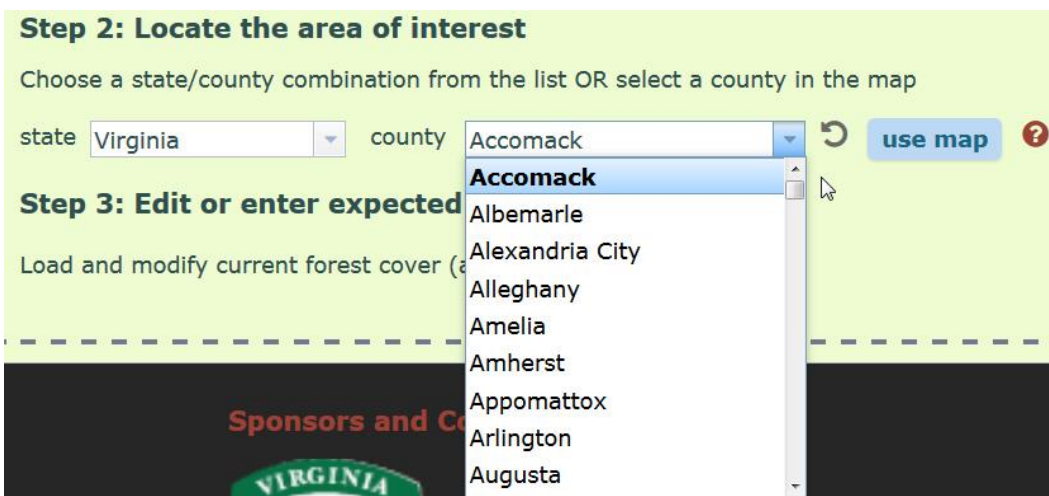 Step 2: Locate the area of interest
Choose a state/county combination from the list OR select a county in the map
state Virginia county Accomack use map ?
Accomack
Step 3: Edit or enter expected
Albemarle
Alexandria City
Load and modify current forest cover (a
Alleghany
Amelia
Amherst
Appomattox
Sponsors and Co
Arlington
Augusta
VIRGINIA